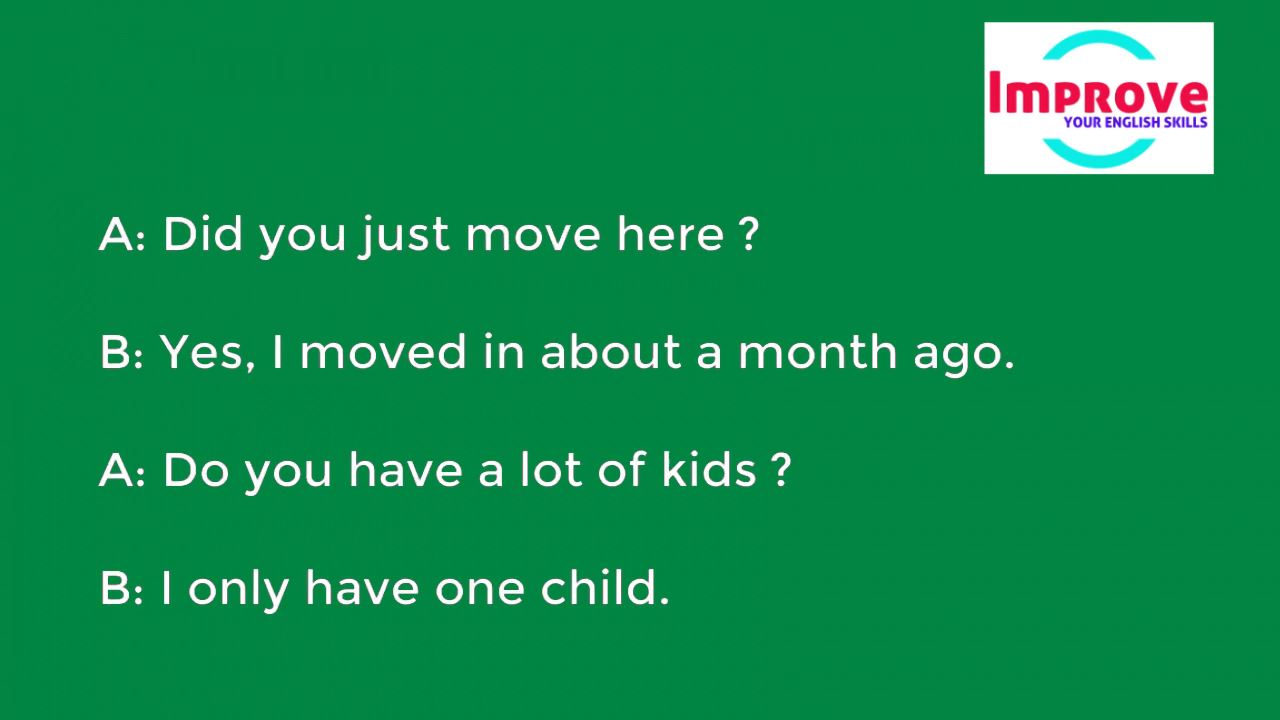 Improve
YOUR ENGLISH SKILLS
A: Did you just move here ?
B: Yes, I moved in about a month ago.
A: Do you have a lot of kids ?
B: I only have one child.